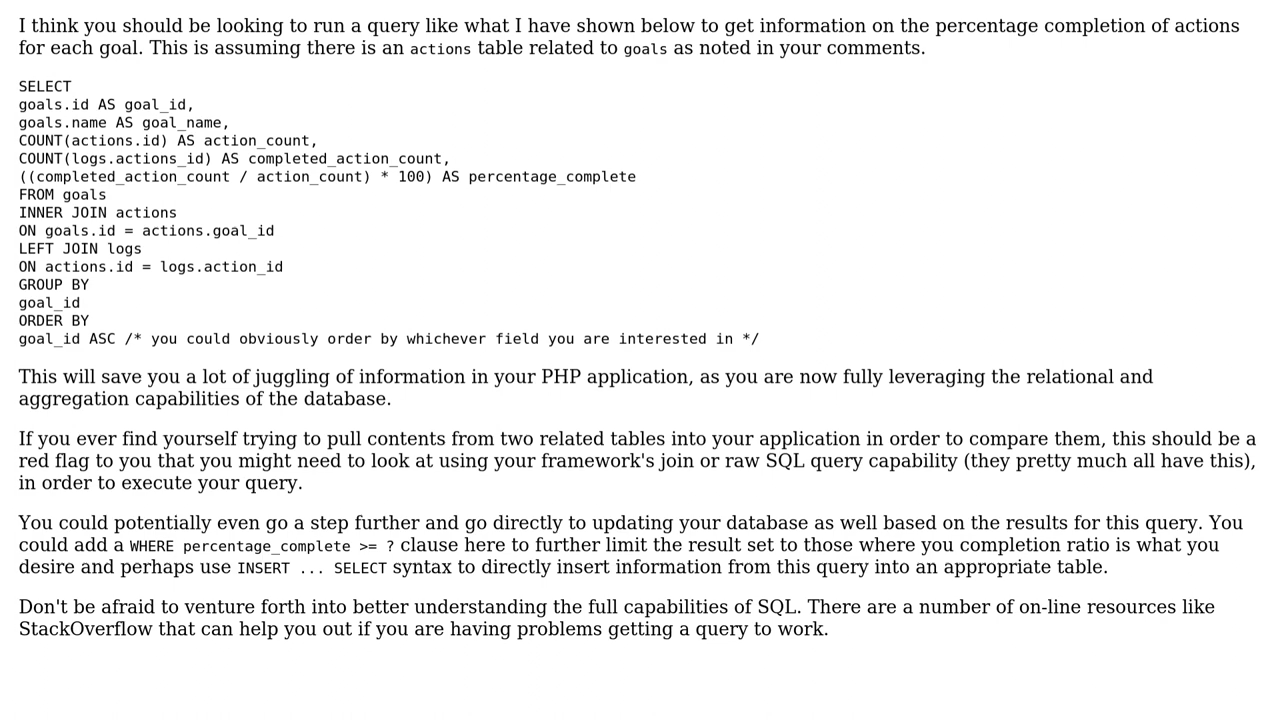 I think you should be looking to run a query like what I have shown below to get information on the percentage completion of actions
for each goal. This is assuming there is an actions table related to goals as noted in your comments.
SELECT
goals.id AS goal_id,
goals.name AS goal_name,
COUNT(actions.id) AS action_count,
COUNT(logs.actions_id) AS completed_action_count,
((completed_action_count / action_count) * 100) AS percentage_complete
FROM goals
INNER JOIN actions
ON goals.id = actions.goal_id
LEFT JOIN logs
ON actions.id = logs.action_id
GROUP BY
goal_id
ORDER BY
goal_id ASC /* you could obviously order by whichever field you are interested in */
This will save you a lot of juggling of information in your PHP application, as you are now fully leveraging the relational and
aggregation capabilities of the database.
If you ever find yourself trying to pull contents from two related tables into your application in order to compare them, this should be a
red flag to you that you might need to look at using your framework's join or raw SQL query capability (they pretty much all have this),
in order to execute your query.
You could potentially even go a step further and go directly to updating your database as well based on the results for this query. You
could add a WHERE percentage_complete >= ? clause here to further limit the result set to those where you completion ratio is what you
desire and perhaps use INSERT ... SELECT syntax to directly insert information from this query into an appropriate table.
Don't be afraid to venture forth into better understanding the full capabilities of SQL. There are a number of on-line resources like
StackOverflow that can help you out if you are having problems getting a query to work.